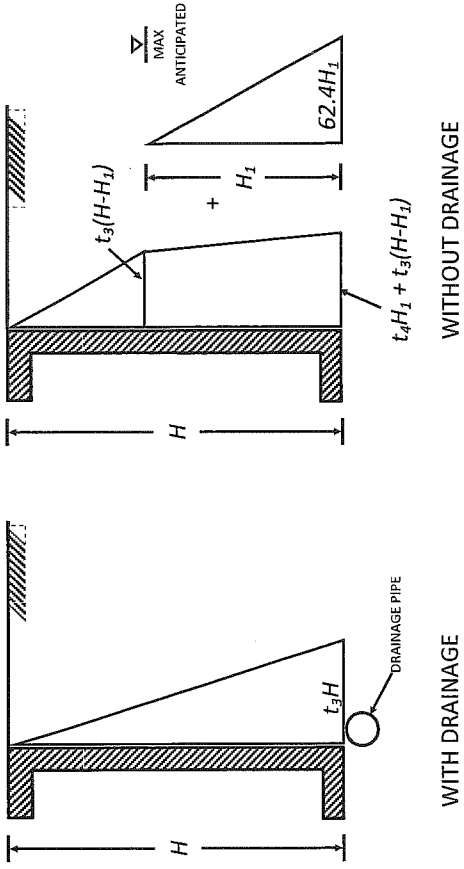 H
t₃H
DRAINAGE PIPE
WITH DRAINAGE
H
t₃(H-H₁)
t₄H₁ + t₃(H-H₁)
+
H₁
62.4H₁
MAX
ANTICIPATED
WITHOUT DRAINAGE